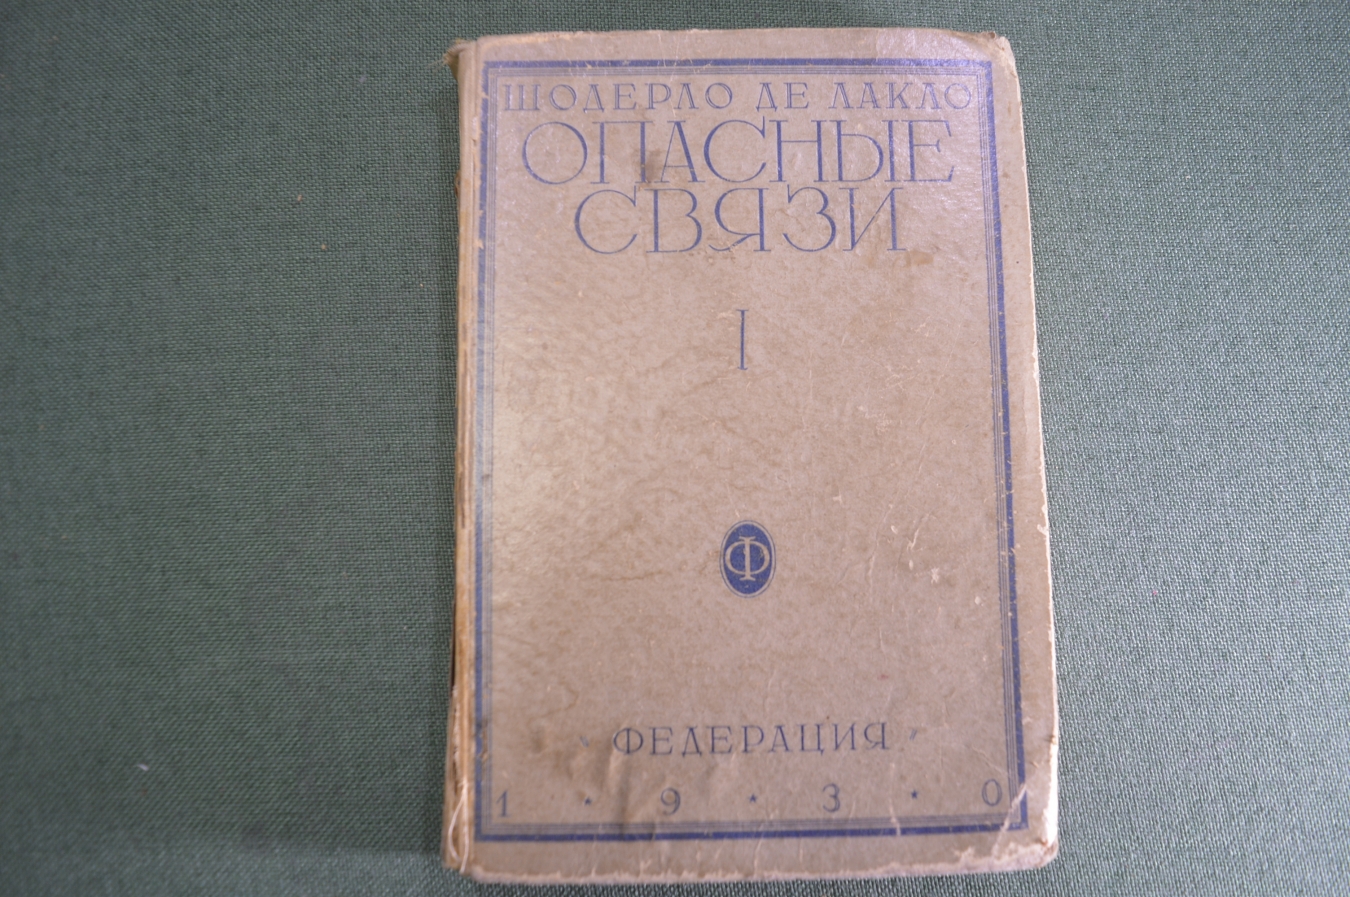 ШОДЕРЛО ДЕ ЛАКЛО
ОПАСНЫЕ
СВЯЗИ
I
Ф
„ ФЕДЕРАЦИЯ "
1 * 9 * 3 * 0